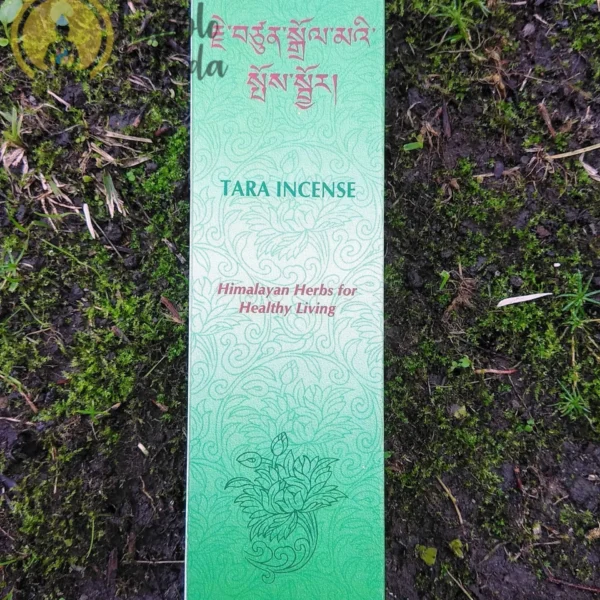 རྗེ་བཙུན་སྒྲོལ་མའི་
སྤོས་སྦྱོར།
TARA INCENSE
Himalayan Herbs for
Healthy Living